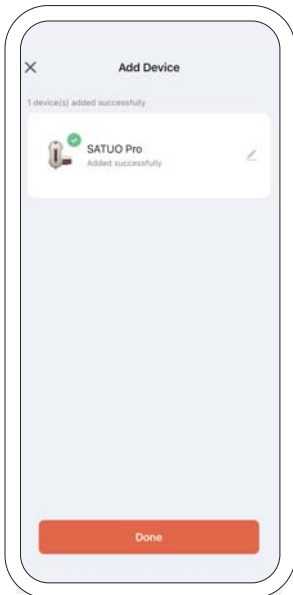 Add Device
1 device(s) added successfully
SATUO Pro
Added successfully
Done